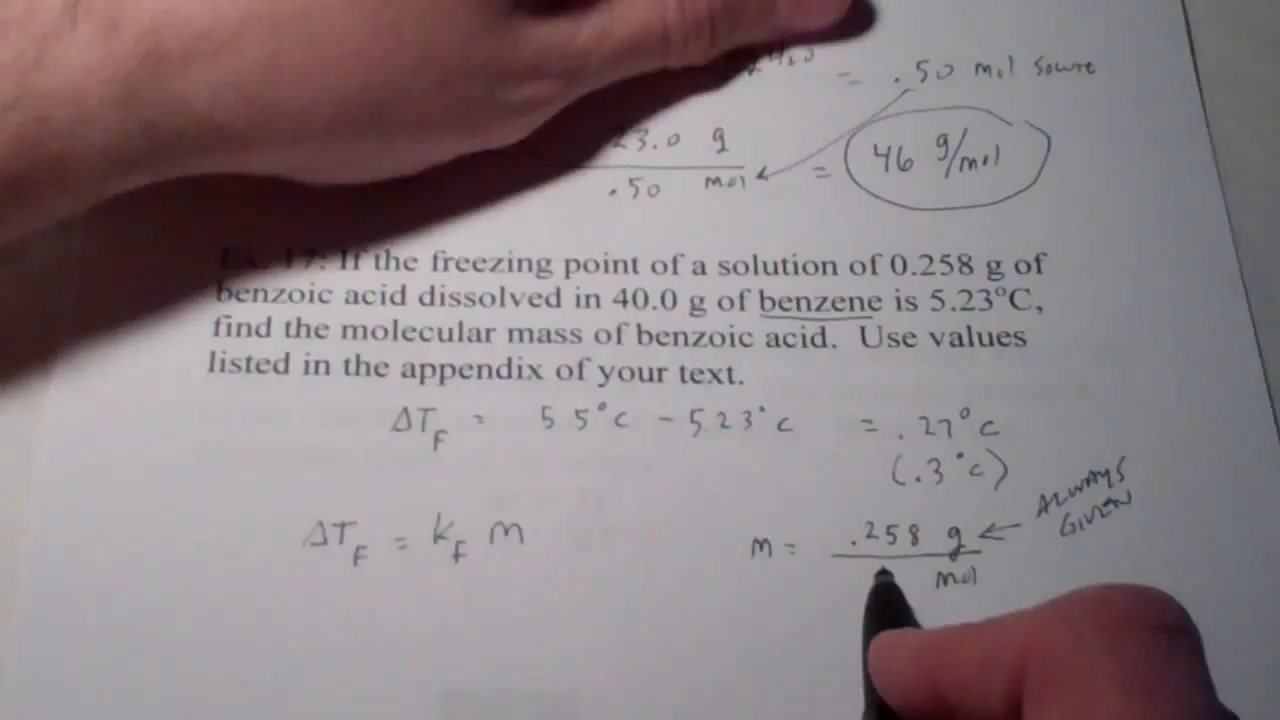 = .50 mol
23.0 g
.50 mol
= 46 g/mol
17: If the freezing point of a solution of 0.258 g of
benzoic acid dissolved in 40.0 g of benzene is 5.23°C,
find the molecular mass of benzoic acid. Use values
listed in the appendix of your text.
ΔTF = 5.5°C - 5.23°C = .27°C
(.3°C)
ALWAYS
GIVEN
ΔTF = kF m
m = .258 g
mol